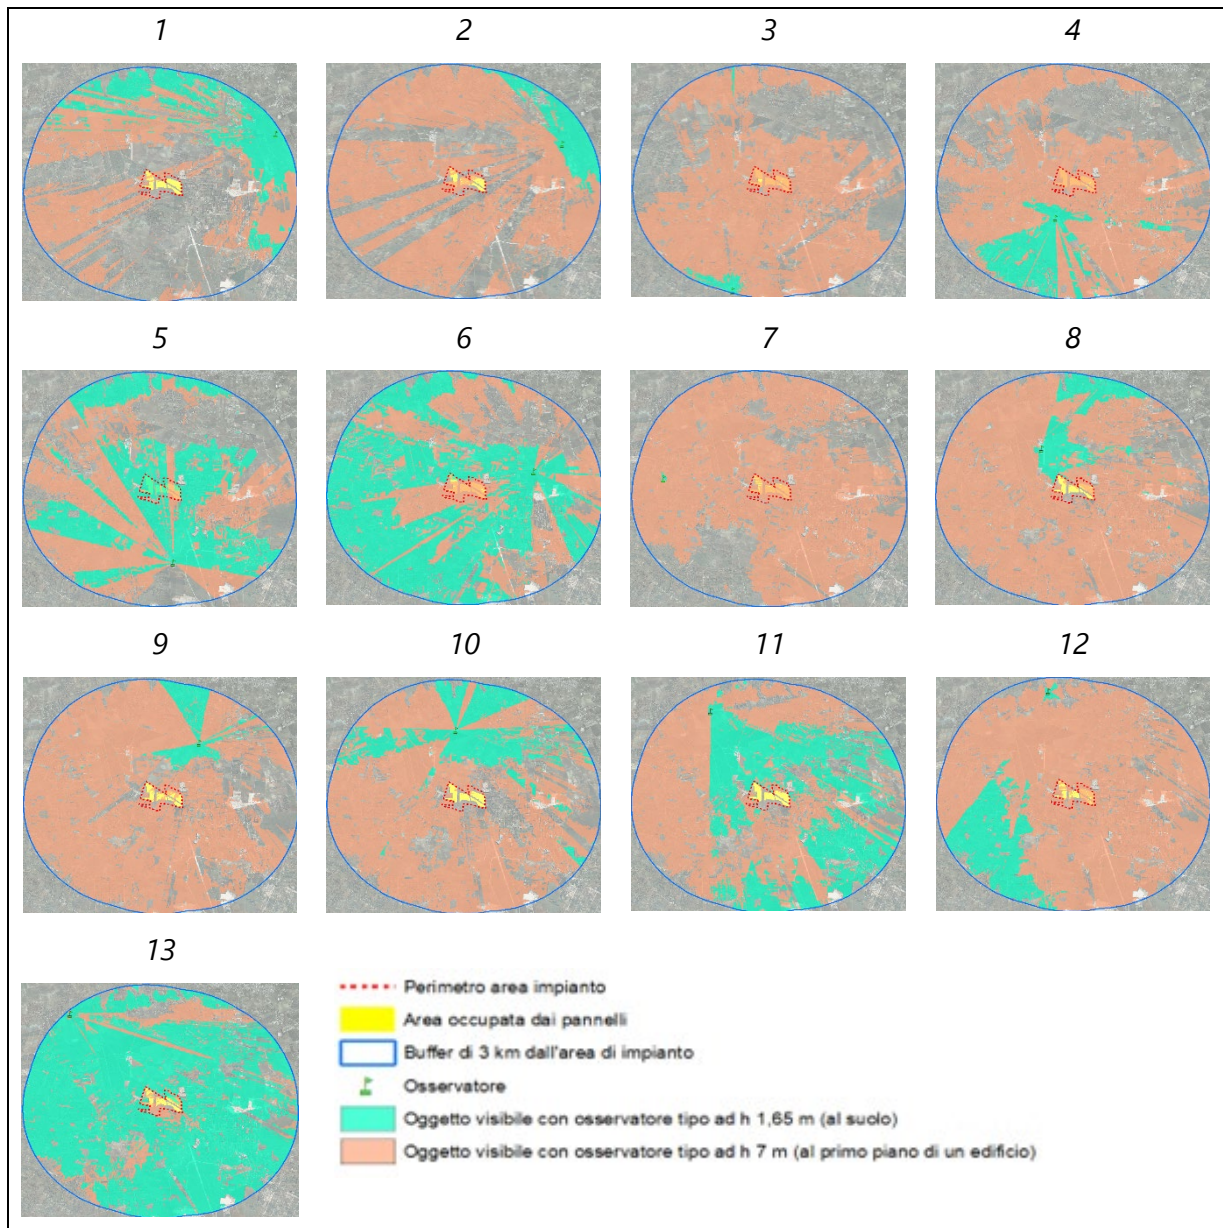 1 2 3 4
5 6 7 8
9 10 11 12
13
Perimetro area impianto
Area occupata dai pannelli
Buffer di 3 km dall'area di impianto
Osservatore
Oggetto visibile con osservatore tipo ad h 1,65 m (al suolo)
Oggetto visibile con osservatore tipo ad h 7 m (al primo piano di un edificio)